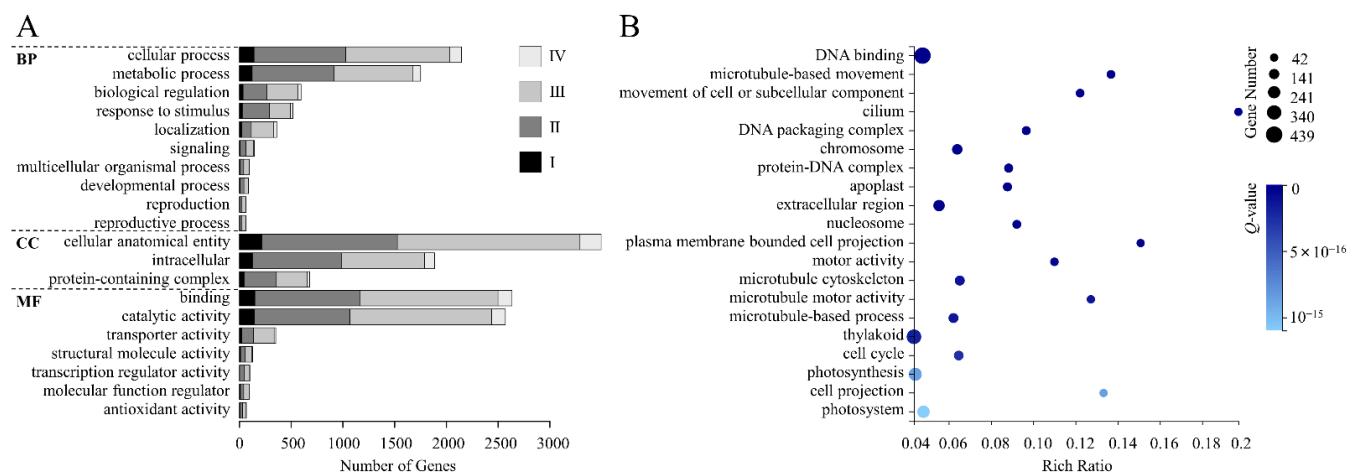 A
BP
cellular process
metabolic process
biological regulation
response to stimulus
localization
signaling
multicellular organismal process
developmental process
reproduction
reproductive process
CC
cellular anatomical entity
intracellular
protein-containing complex
MF
binding
catalytic activity
transporter activity
structural molecule activity
transcription regulator activity
molecular function regulator
antioxidant activity
0 500 1000 1500 2000 2500 3000
Number of Genes
IV
III
II
I
B
DNA binding
microtubule-based movement
movement of cell or subcellular component
cilium
DNA packaging complex
chromosome
protein-DNA complex
apoplast
extracellular region
nucleosome
plasma membrane bounded cell projection
motor activity
microtubule cytoskeleton
microtubule motor activity
microtubule-based process
thylakoid
cell cycle
photosynthesis
cell projection
photosystem
0.04 0.06 0.08 0.10 0.12 0.14 0.16 0.18 0.2
Rich Ratio
Gene Number
42
141
241
340
439
Q-value
0
5×10⁻¹⁶
10⁻¹⁵